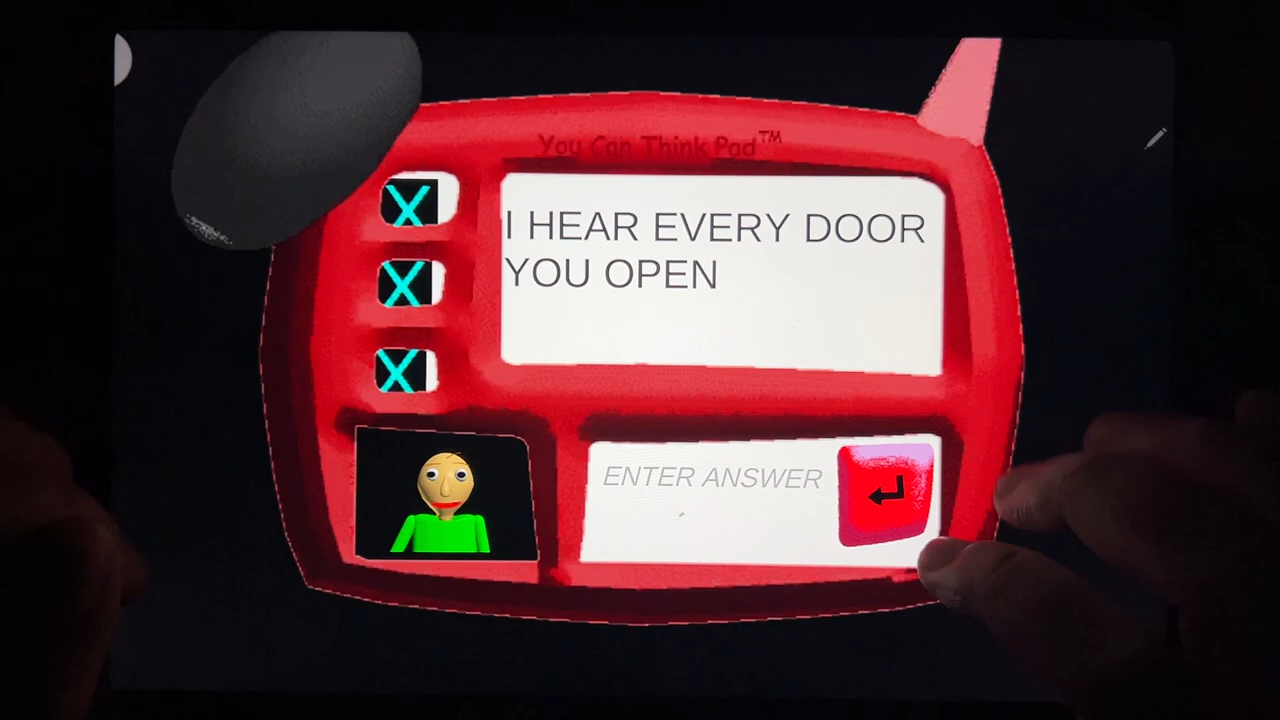 You Can Think Pad™
I HEAR EVERY DOOR
YOU OPEN
ENTER ANSWER